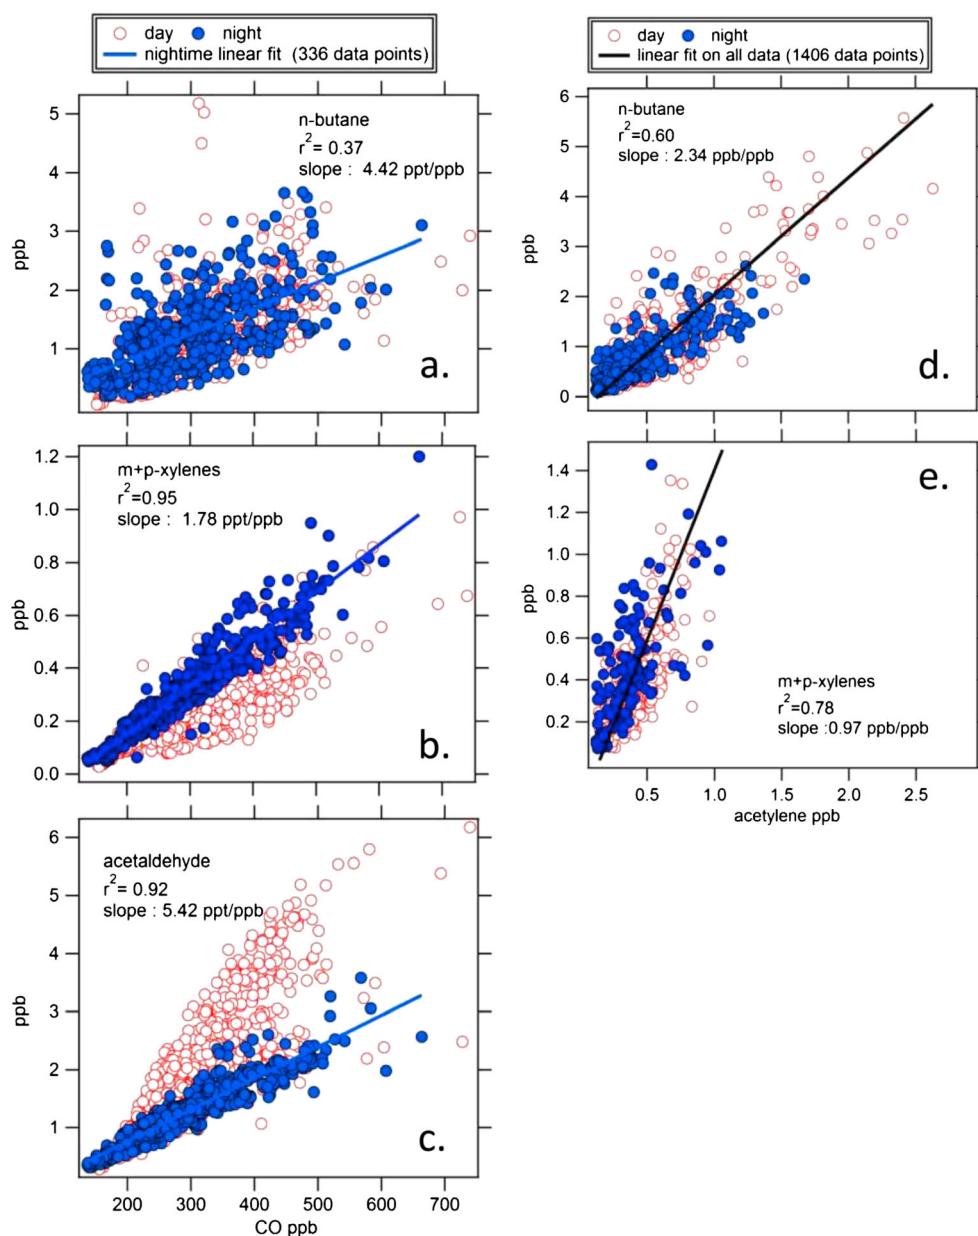 day night
nightime linear fit (336 data points)
n-butane
r2= 0.37
slope : 4.42 ppt/ppb
5
4
3
2
1
ppb
a.
m+p-xylenes
r2=0.95
slope : 1.78 ppt/ppb
1.2
1.0
0.8
0.6
0.4
0.2
0.0
ppb
b.
acetaldehyde
r2= 0.92
slope : 5.42 ppt/ppb
6
5
4
3
2
1
ppb
c.
200 300 400 500 600 700
CO ppb
day night
linear fit on all data (1406 data points)
n-butane
r2=0.60
slope : 2.34 ppb/ppb
6
5
4
3
2
1
0
ppb
d.
e.
1.4
1.2
1.0
0.8
0.6
0.4
0.2
ppb
m+p-xylenes
r2=0.78
slope :0.97 ppb/ppb
0.5 1.0 1.5 2.0 2.5
acetylene ppb